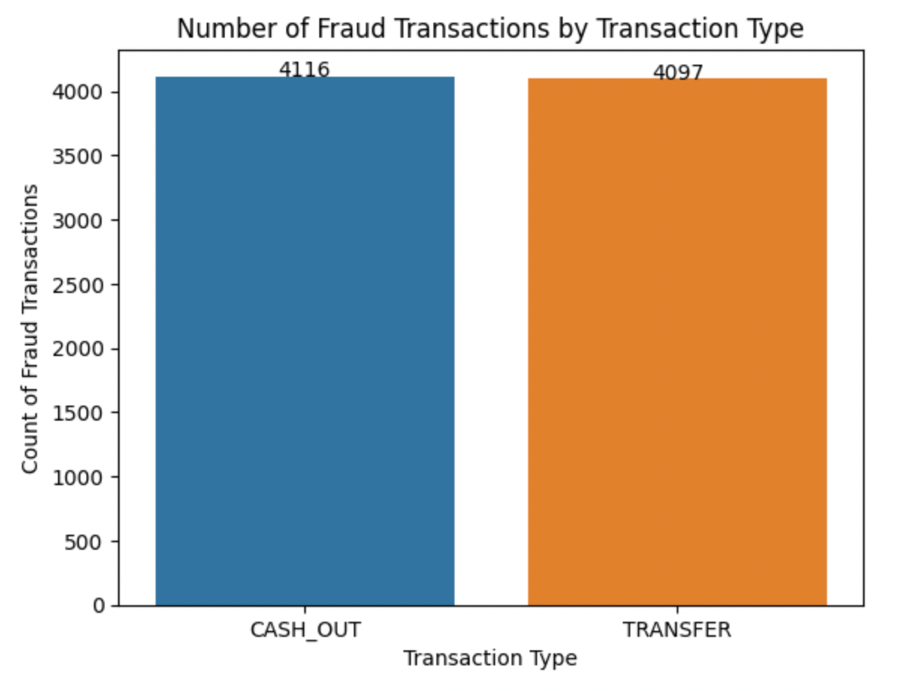 Number of Fraud Transactions by Transaction Type
4116
4097
4000
3500
3000
2500
2000
1500
1000
500
0
Count of Fraud Transactions
CASH_OUT
TRANSFER
Transaction Type